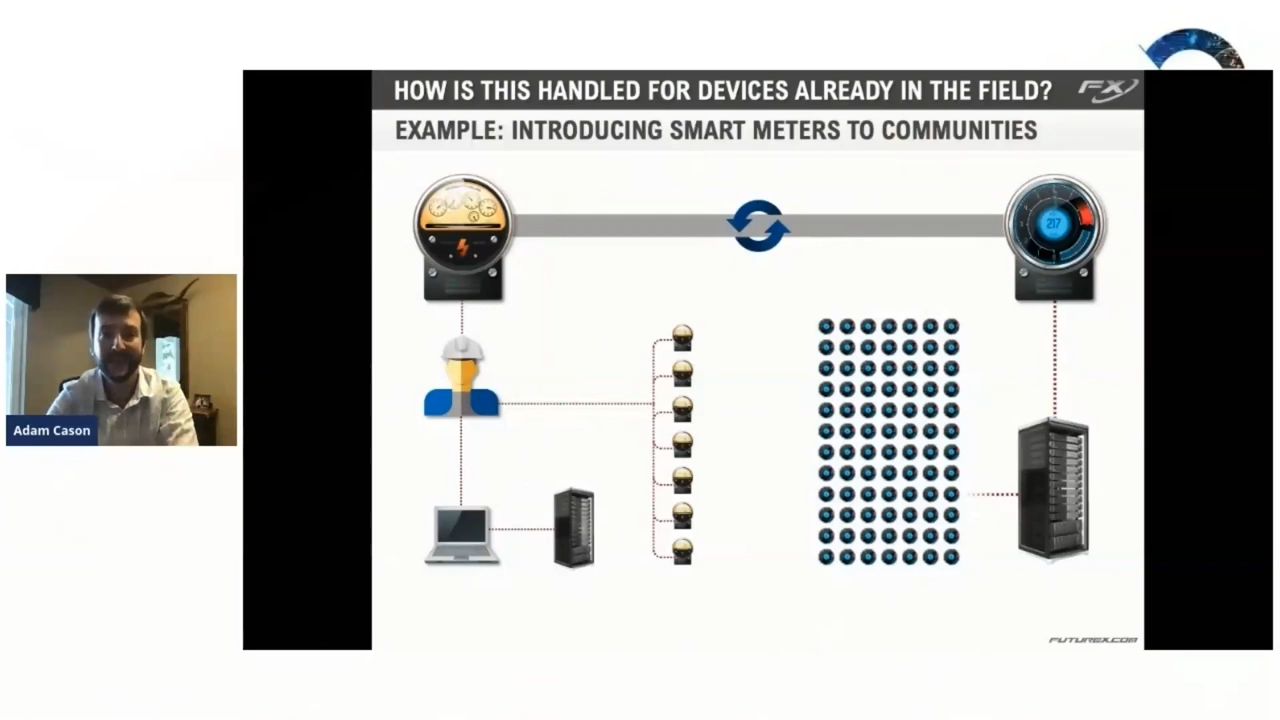 HOW IS THIS HANDLED FOR DEVICES ALREADY IN THE FIELD?
FX
EXAMPLE: INTRODUCING SMART METERS TO COMMUNITIES
217
Adam Cason
FUTUREX.COM